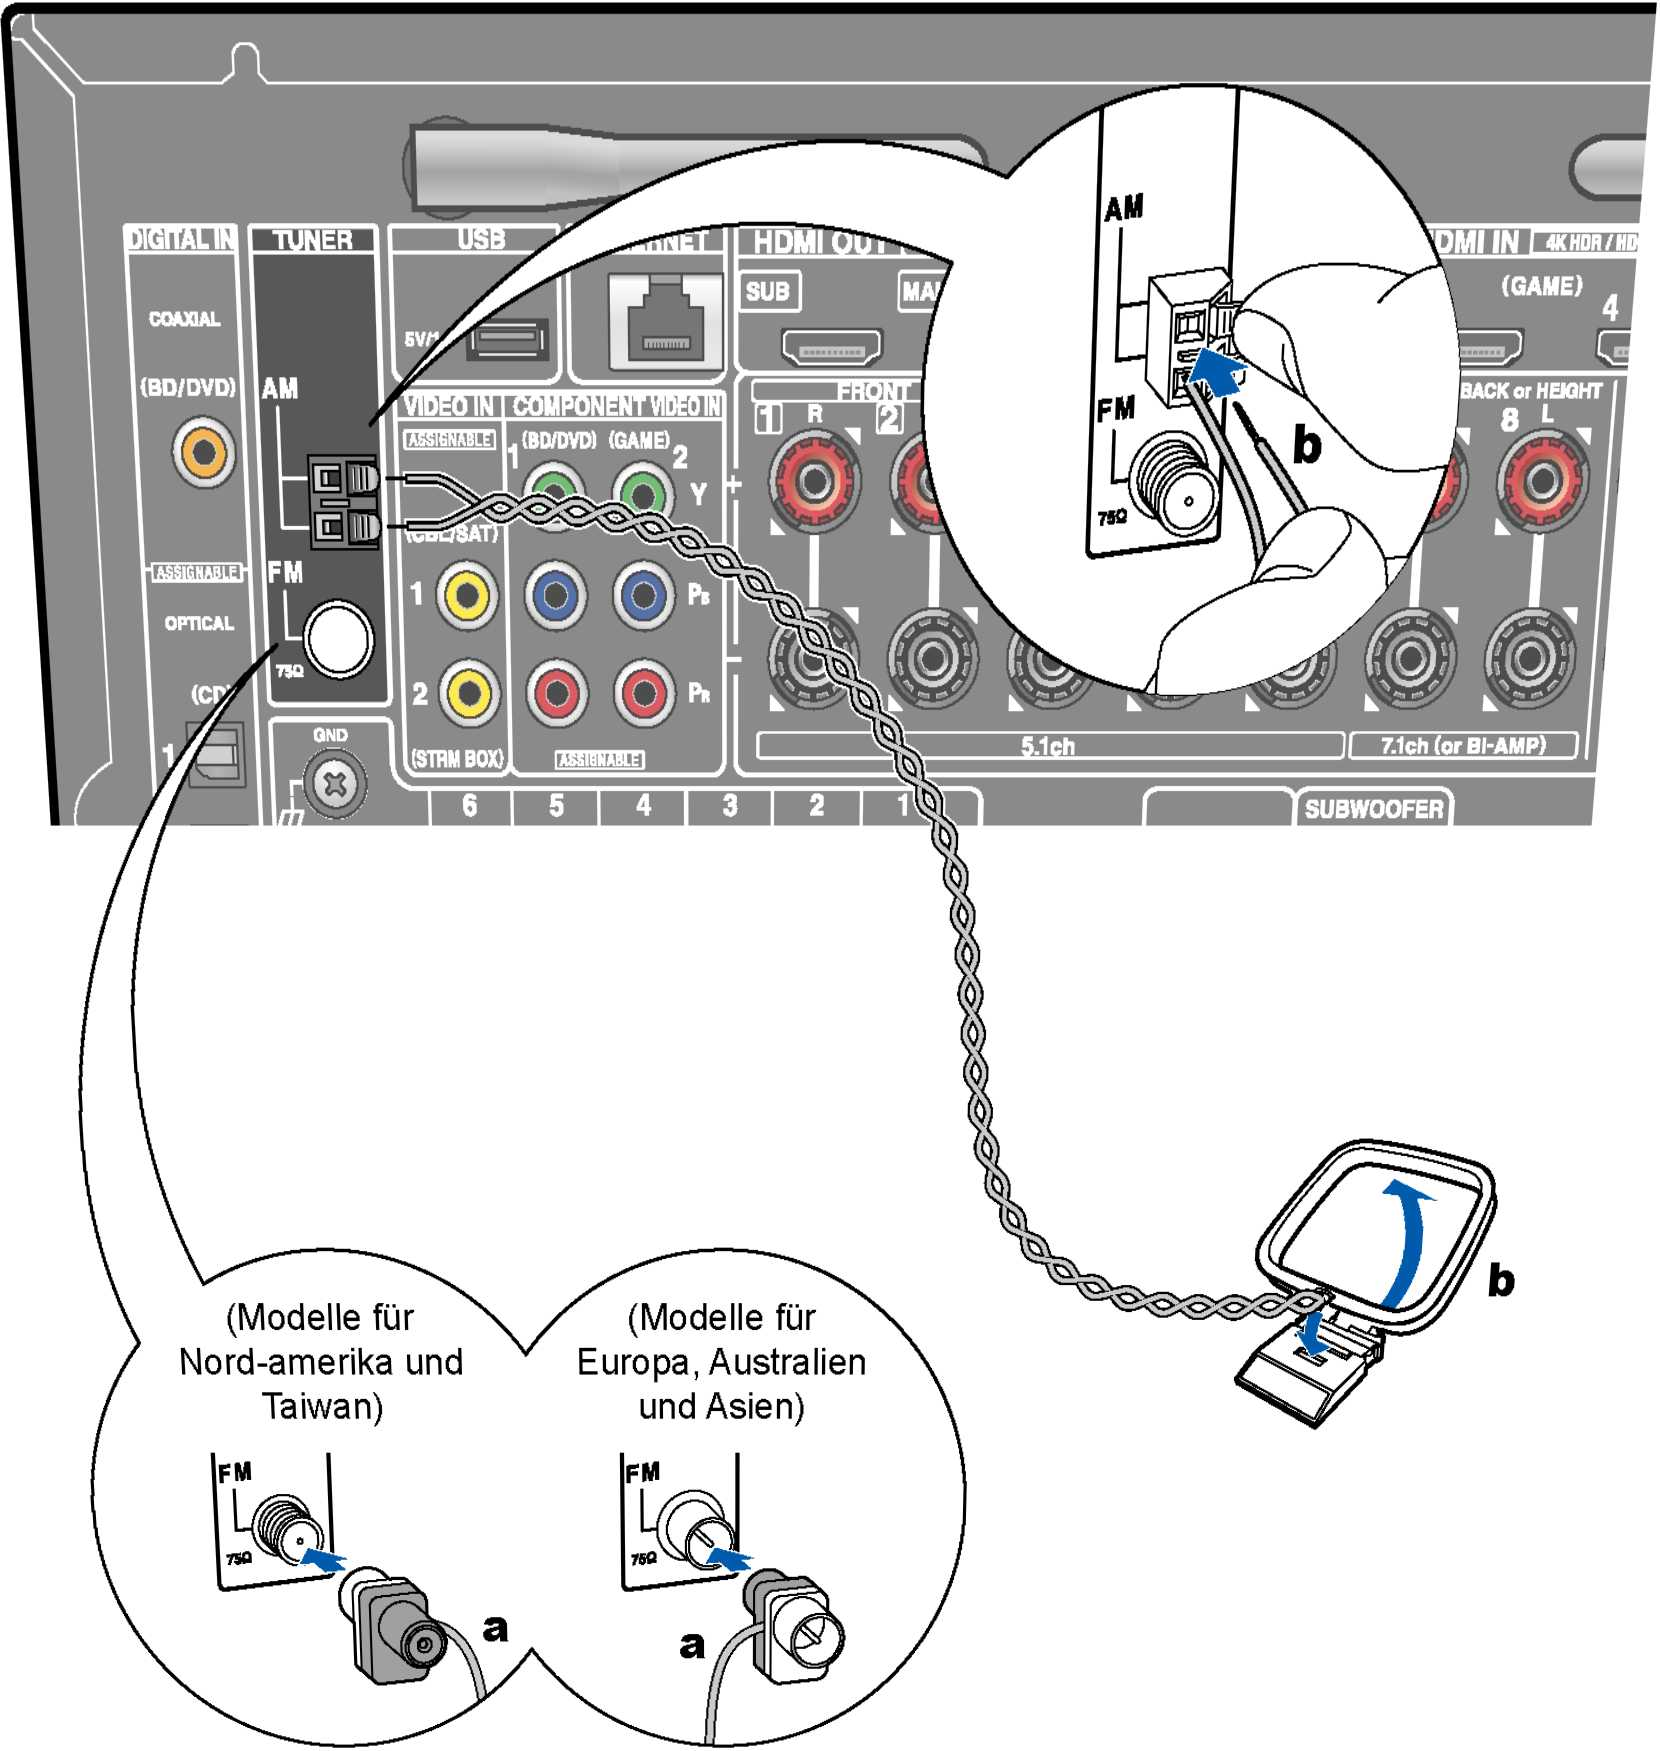 DIGITAL IN
TUNER
USB
HDMI OUT
HDMI IN
4K HDR / HD
COAXIAL
(BD/DVD)
AM
5V/1
SUB
(GAME)
4
VIDEO IN
COMPONENT VIDEO IN
ASSIGNABLE
1
(BD/DVD)
(GAME)
2
FRONT
1
R
2
BACK or HEIGHT
8
L
Y
+
(CBL/SAT)
ASSIGNABLE
FM
OPTICAL
75Ω
1
PB
(CD)
2
PR
−
GND
1
(STRM BOX)
ASSIGNABLE
5.1ch
7.1ch (or BI-AMP)
6
5
4
3
2
1
SUBWOOFER
AM
FM
75Ω
b
b
(Modelle für
Nord-amerika und
Taiwan)
FM
75Ω
a
(Modelle für
Europa, Australien
und Asien)
FM
75Ω
a